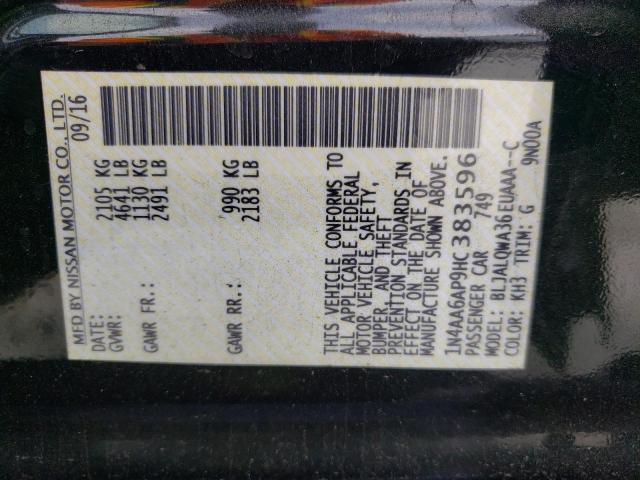 MFD BY NISSAN MOTOR CO., LTD.
DATE: 09/16
GVWR: 2105 KG
4641 LB
GAWR FR.: 1130 KG
2491 LB
GAWR RR.: 990 KG
2183 LB
THIS VEHICLE CONFORMS TO
ALL APPLICABLE FEDERAL
MOTOR VEHICLE SAFETY,
BUMPER, AND THEFT
PREVENTION STANDARDS IN
EFFECT ON THE DATE OF
MANUFACTURE SHOWN ABOVE.
1N4AA6AP9HC383596
PASSENGER CAR 749
MODEL: BLJALQWA36EUAAA--C
COLOR: KH3 TRIM: G 9N00A